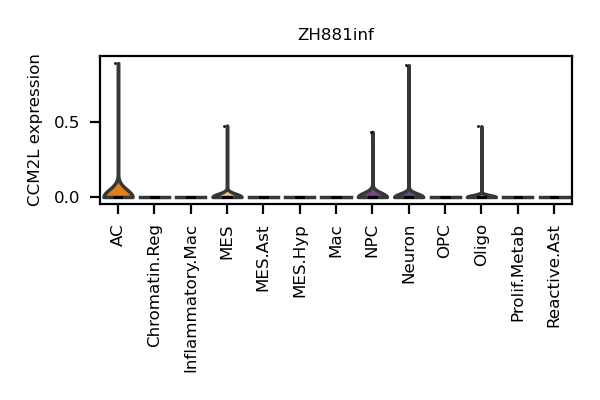 ZH881inf
CCM2L expression
0.5
0.0
AC
Chromatin.Reg
Inflammatory.Mac
MES
MES.Ast
MES.Hyp
Mac
NPC
Neuron
OPC
Oligo
Prolif.Metab
Reactive.Ast